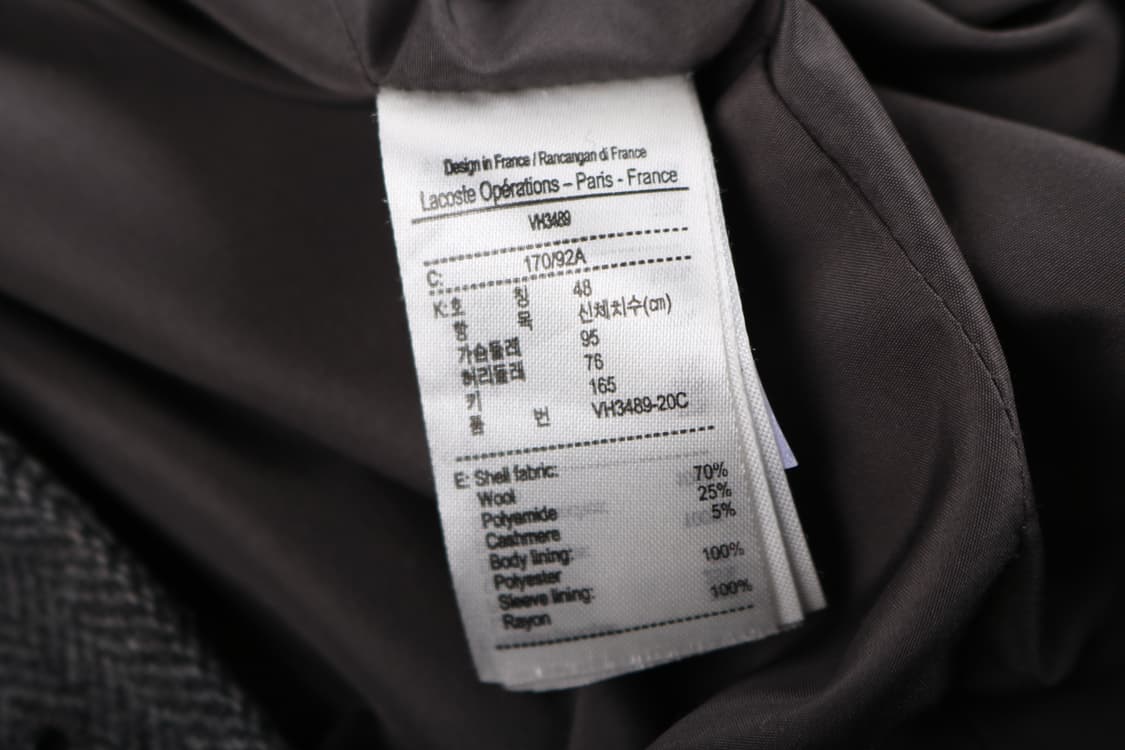 Design in France / Rancangan di France
Lacoste Opérations – Paris - France
VH3489
C: 170/92A
K: 호 칭 48
항 목 신체치수(cm)
가슴둘레 95
허리둘레 76
키 165
품 번 VH3489-20C
E: Shell fabric:
Wool 70%
Polyamide 25%
Cashmere 5%
Body lining:
Polyester 100%
Sleeve lining:
Rayon 100%